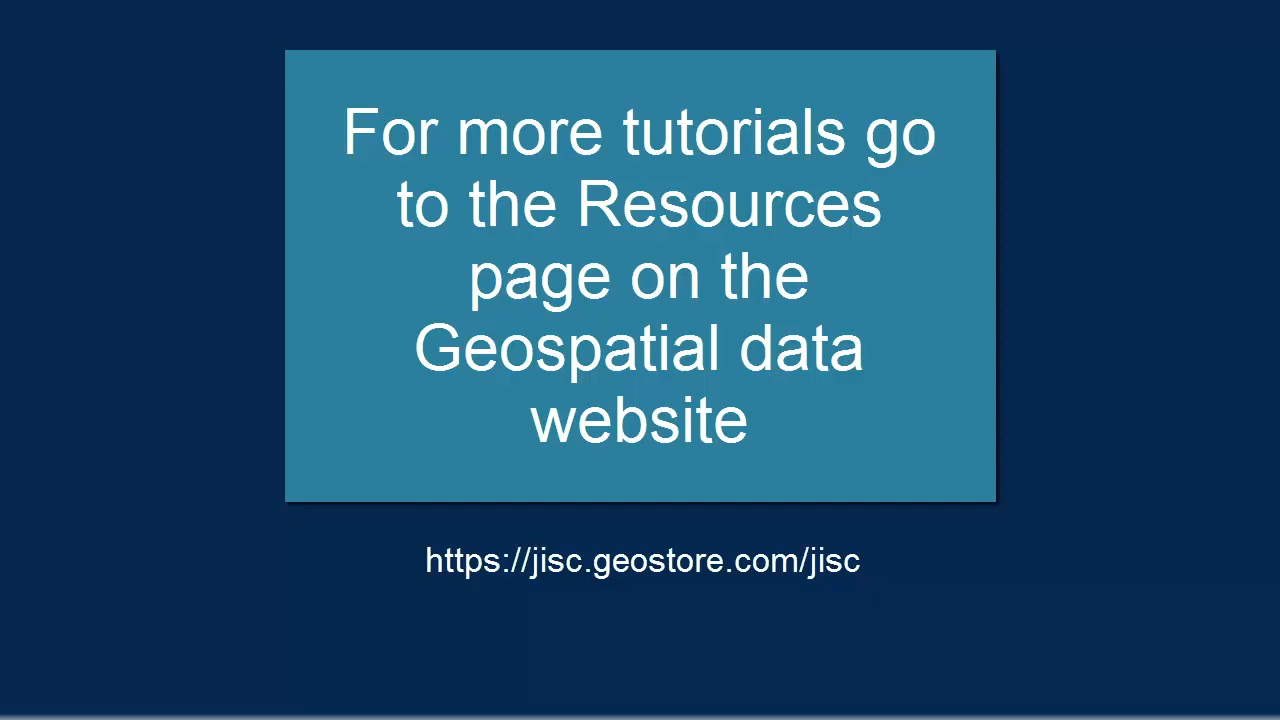 For more tutorials go
to the Resources
page on the
Geospatial data
website
https://jisc.geostore.com/jisc